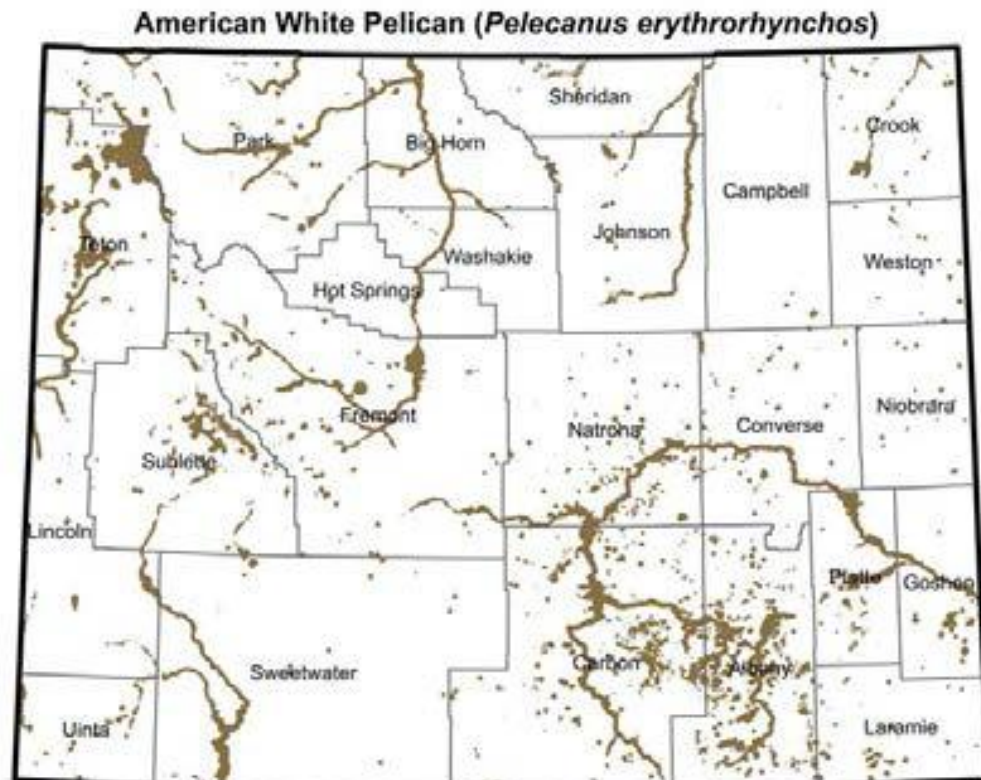 American White Pelican (Pelecanus erythrorhynchos)
Sheridan
Park
Big Horn
Crook
Campbell
Teton
Johnson
Washakie
Weston
Hot Springs
Fremont
Natrona
Converse
Niobrara
Sublette
Lincoln
Platte
Goshen
Sweetwater
Carbon
Albany
Uinta
Laramie